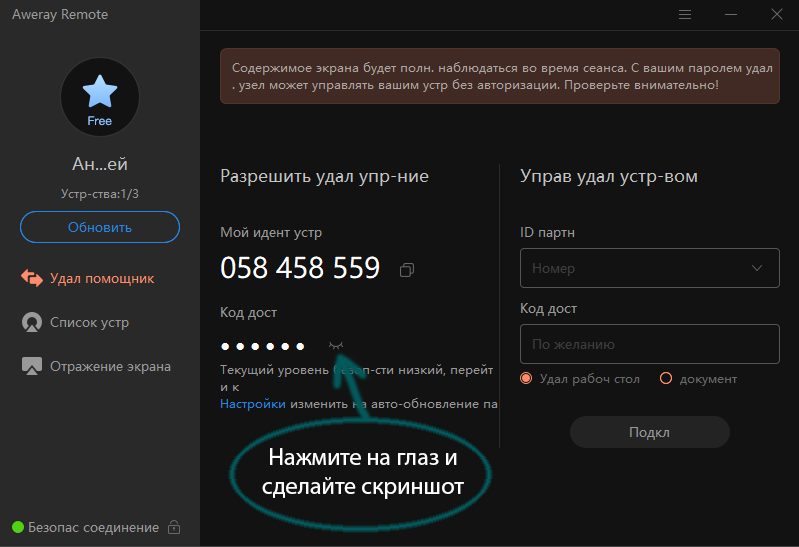 Aweray Remote
Содержимое экрана будет полн. наблюдаться во время сеанса. С вашим паролем удал
. узел может управлять вашим устр без авторизации. Проверьте внимательно!
Free
Ан...ей
Устр-ства:1/3
Обновить
Удал помощник
Список устр
Отражение экрана
Безопас соединение
Разрешить удал упр-ние
Мой идент устр
058 458 559
Код дост
Текущий уровень безоп-сти низкий, перейт
и к
Настройки изменить на авто-обновление па
Нажмите на глаз и
сделайте скриншот
Управ удал устр-вом
ID партн
Номер
Код дост
По желанию
Удал рабоч стол
документ
Подкл